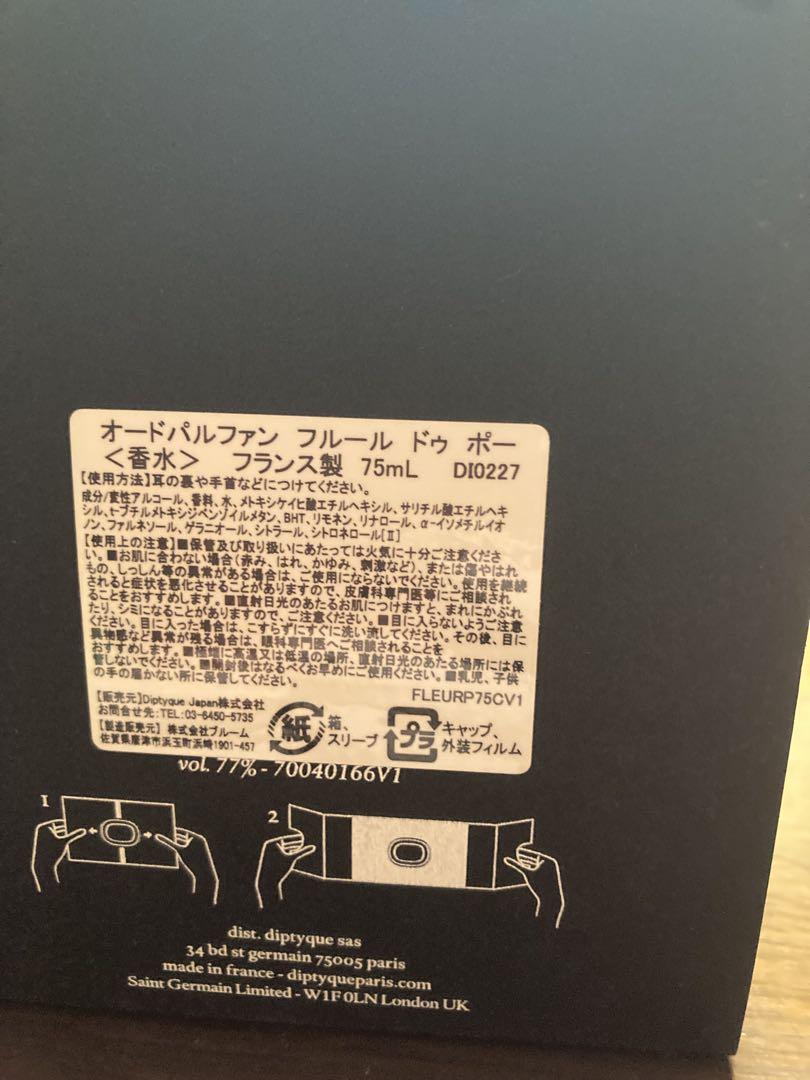 オードパルファン フルール ドゥ ポー
＜香水＞ フランス製 75mL DI0227
【使用方法】耳の裏や手首などにつけてください。
成分/変性アルコール、香料、水、メトキシケイヒ酸エチルヘキシル、サリチル酸エチルヘキ
シル、t-ブチルメトキシジベンゾイルメタン、BHT、リモネン、リナロール、α-イソメチルイオ
ノン、ファルネソール、ゲラニオール、シトラール、シトロネロール[Ⅱ]
【使用上の注意】■保管及び取り扱いにあたっては火気に十分ご注意くださ
い。■お肌に合わない場合(赤み、はれ、かゆみ、刺激など)、または傷やはれ
もの、しっしん等の異常がある場合は、ご使用にならないでください。使用を継続
されると症状を悪化させることがありますので、皮膚科専門医等にご相談され
ることをおすすめします。■直射日光のあたるお肌につけますと、まれにかぶれ
たり、シミになることがありますので、ご注意ください。■目に入らないようご注意
ください。目に入った場合は、こすらずにすぐに洗い流してください。その後、目に
異物感など異常が残る場合は、眼科専門医へご相談されることを
おすすめします。■極端に高温又は低温の場所、直射日光のあたる場所には保
管しないでください。■開封後はなるべくお早めにご使用ください。■乳児、子供
の手の届かない所に保管してください。
FLEURP75CV1
【販売元】Diptyque Japan株式会社
お問合せ先:TEL:03-6450-5735
【製造販売元】 株式会社ブルーム
佐賀県唐津市浜玉町浜崎1901-457
紙
箱、
スリーブ
プラ
キャップ、
外装フィルム
vol. 77% - 70040166V1
1
2
dist. diptyque sas
34 bd st germain 75005 paris
made in france - diptyqueparis.com
Saint Germain Limited - W1F 0LN London UK